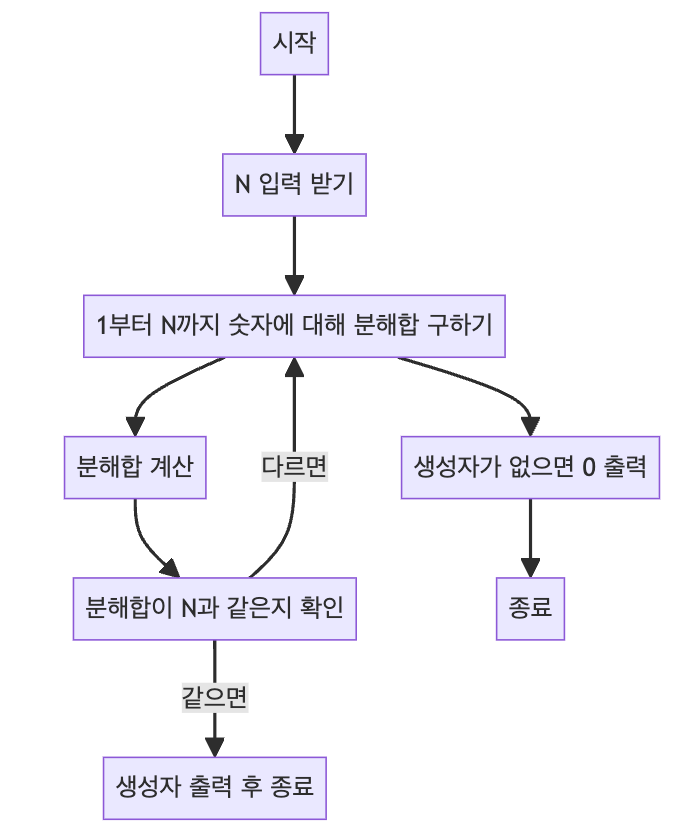 시작
N 입력 받기
1부터 N까지 숫자에 대해 분해합 구하기
분해합 계산
다르면
생성자가 없으면 0 출력
분해합이 N과 같은지 확인
종료
같으면
생성자 출력 후 종료